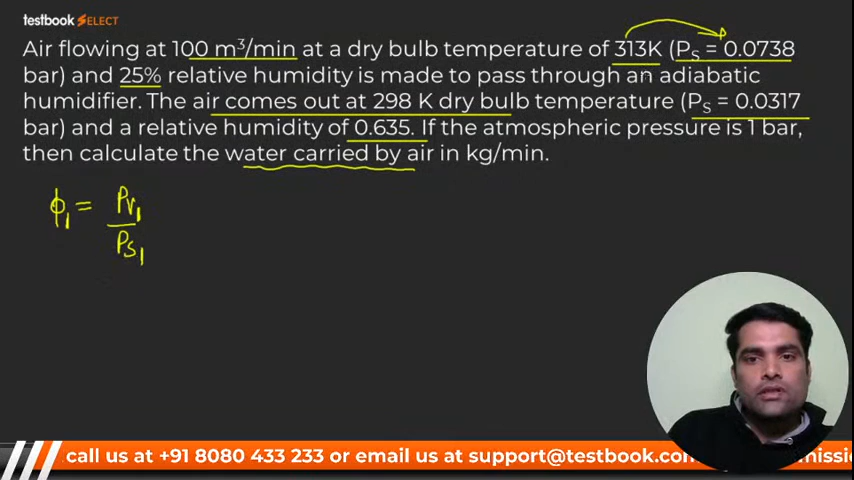 testbook SELECT
Air flowing at 100 m³/min at a dry bulb temperature of 313K (Pₛ = 0.0738
bar) and 25% relative humidity is made to pass through an adiabatic
humidifier. The air comes out at 298 K dry bulb temperature (Pₛ = 0.0317
bar) and a relative humidity of 0.635. If the atmospheric pressure is 1 bar,
then calculate the water carried by air in kg/min.
ϕ₁ = Pv₁
Ps₁
call us at +91 8080 433 233 or email us at support@testbook.com